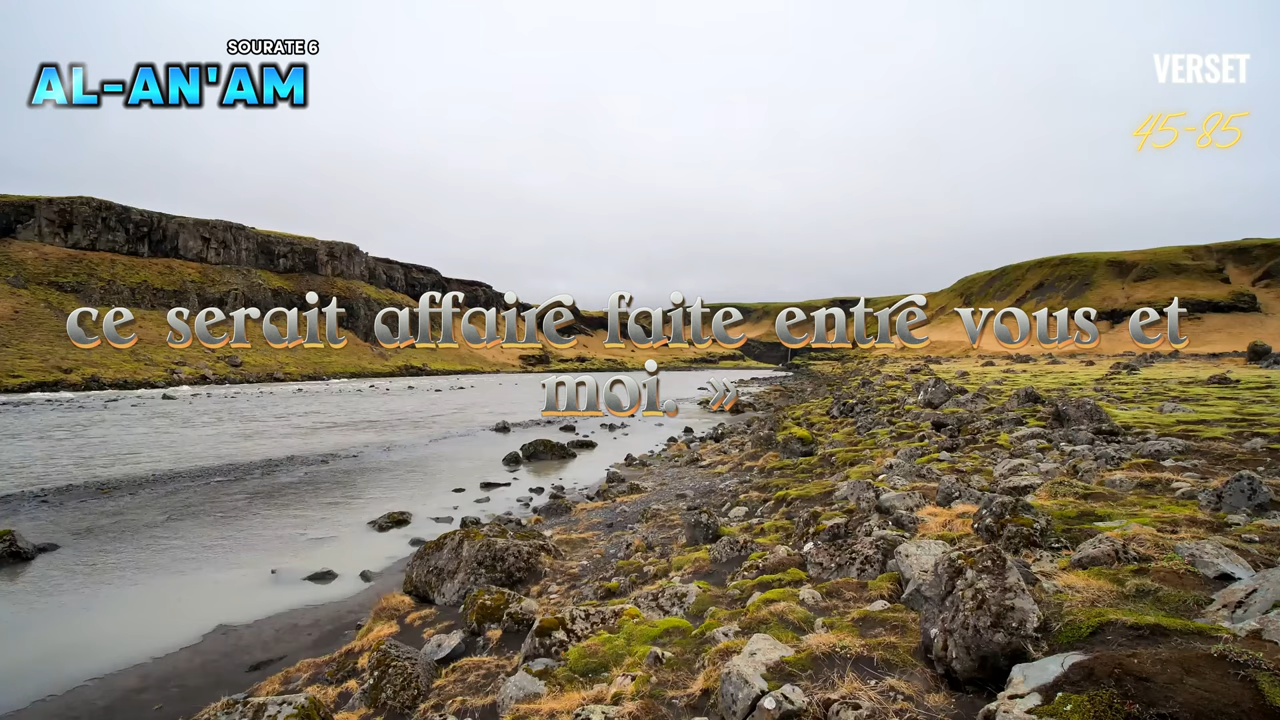 SOURATE 6
AL-AN'AM
VERSET
45-85
ce serait affaire faite entre vous et
moi. »